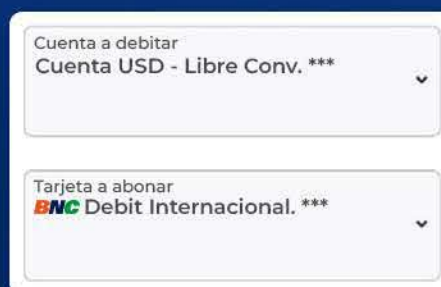 Cuenta a debitar
Cuenta USD - Libre Conv. ***
Tarjeta a abonar
BNC Debit Internacional. ***